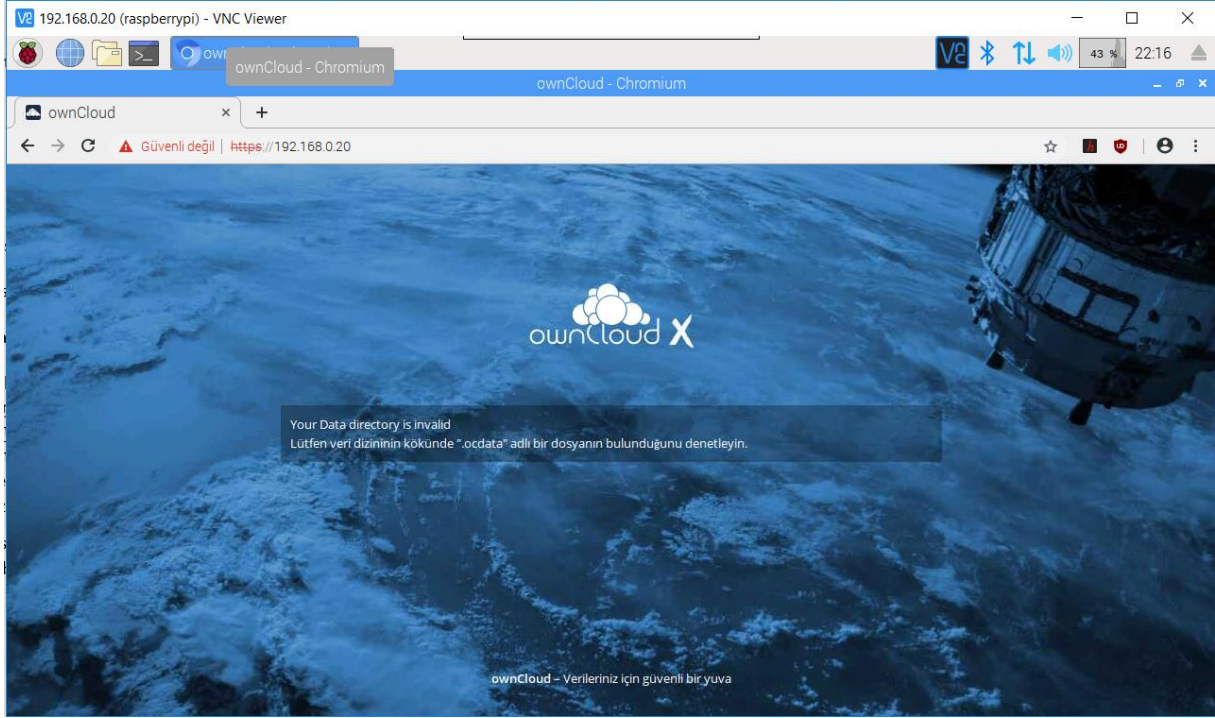 192.168.0.20 (raspberrypi) - VNC Viewer
43 % 22:16
ownCloud - Chromium
ownCloud - Chromium
ownCloud
Güvenli değil | https://192.168.0.20
ownCloud X
Your Data directory is invalid
Lütfen veri dizininin kökünde ".ocdata" adlı bir dosyanın bulunduğunu denetleyin.
ownCloud – Verileriniz için güvenli bir yuva